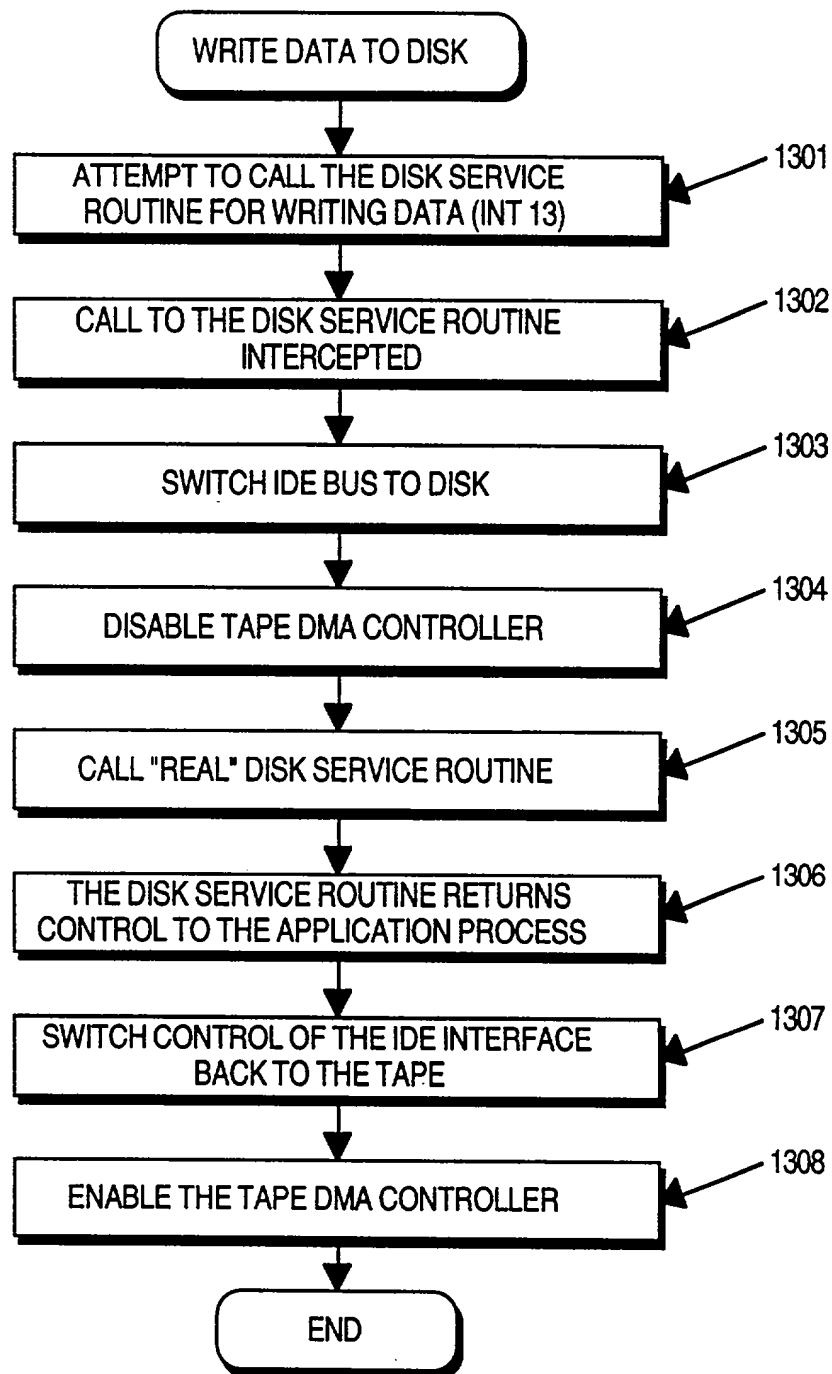 WRITE DATA TO DISK
ATTEMPT TO CALL THE DISK SERVICE
ROUTINE FOR WRITING DATA (INT 13)
1301
CALL TO THE DISK SERVICE ROUTINE
INTERCEPTED
1302
SWITCH IDE BUS TO DISK
1303
DISABLE TAPE DMA CONTROLLER
1304
CALL "REAL" DISK SERVICE ROUTINE
1305
THE DISK SERVICE ROUTINE RETURNS
CONTROL TO THE APPLICATION PROCESS
1306
SWITCH CONTROL OF THE IDE INTERFACE
BACK TO THE TAPE
1307
ENABLE THE TAPE DMA CONTROLLER
1308
END